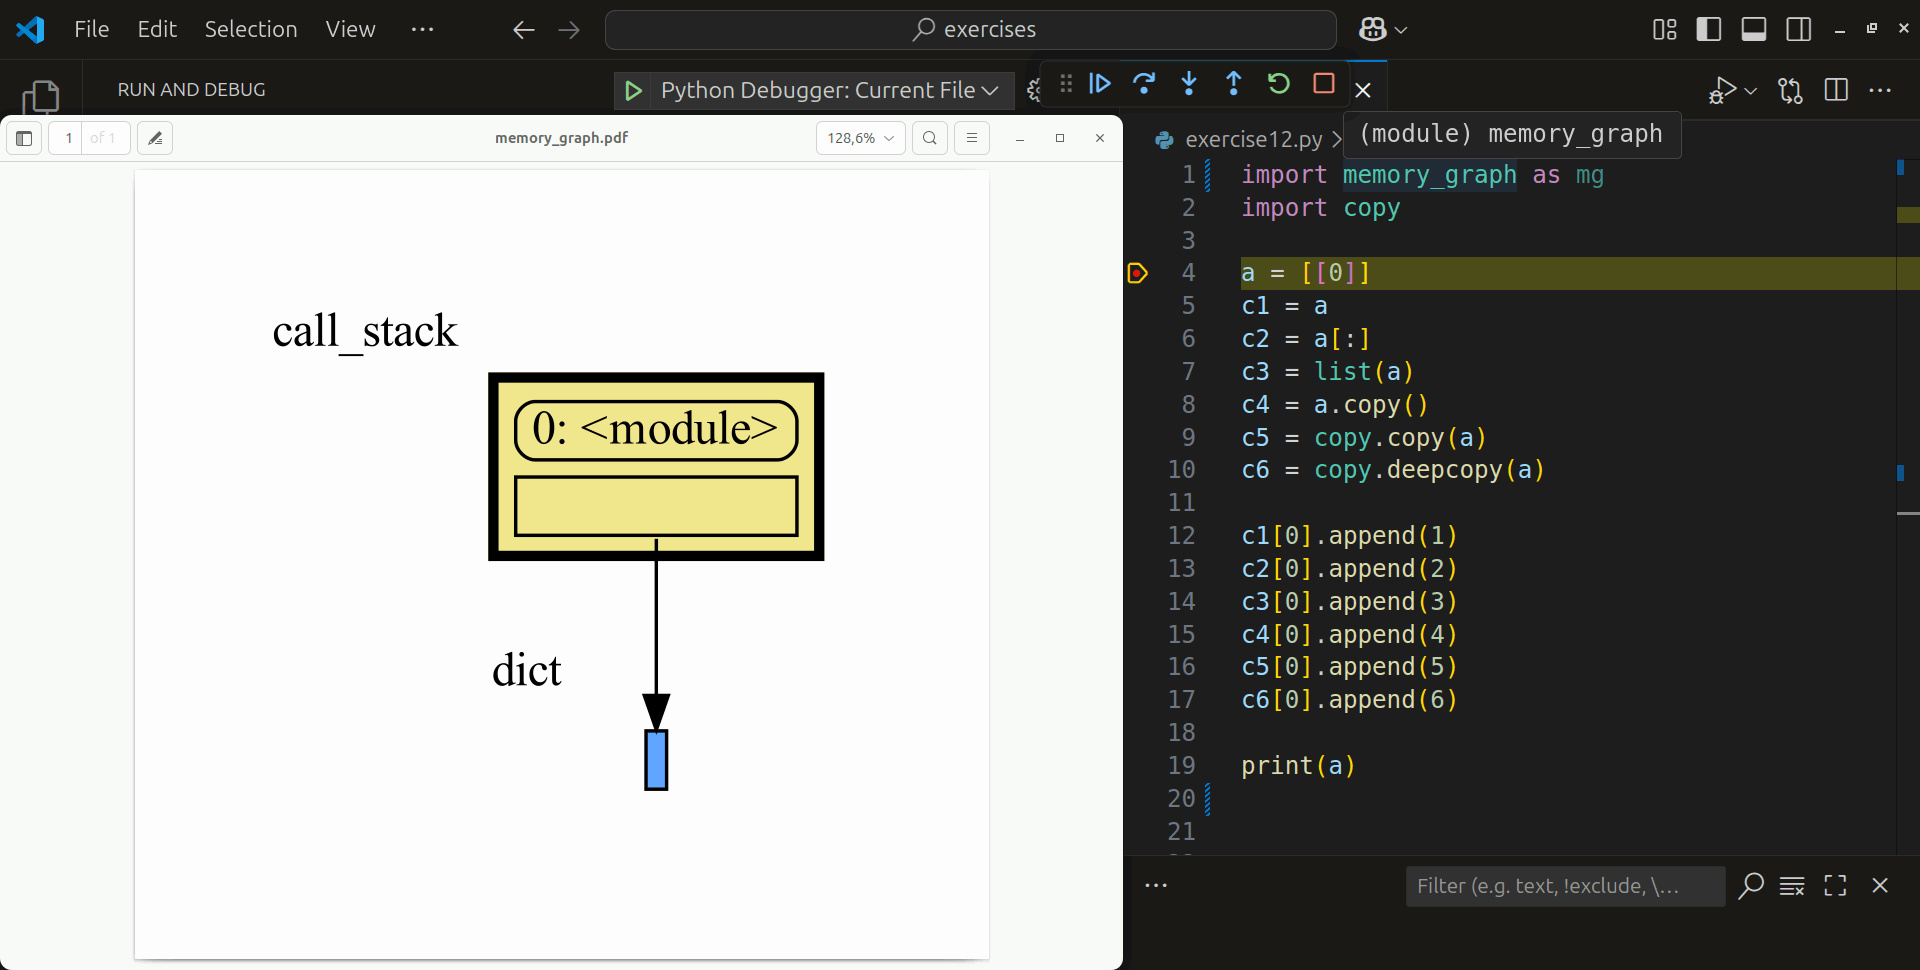 File Edit Selection View ··· exercises
RUN AND DEBUG
Python Debugger: Current File
1 of 1
memory_graph.pdf
128,6%
call_stack
0: <module>
dict
exercise12.py
(module) memory_graph
1 import memory_graph as mg
2 import copy
3
4 a = [[0]]
5 c1 = a
6 c2 = a[:]
7 c3 = list(a)
8 c4 = a.copy()
9 c5 = copy.copy(a)
10 c6 = copy.deepcopy(a)
11
12 c1[0].append(1)
13 c2[0].append(2)
14 c3[0].append(3)
15 c4[0].append(4)
16 c5[0].append(5)
17 c6[0].append(6)
18
19 print(a)
20
21
Filter (e.g. text, !exclude, \...